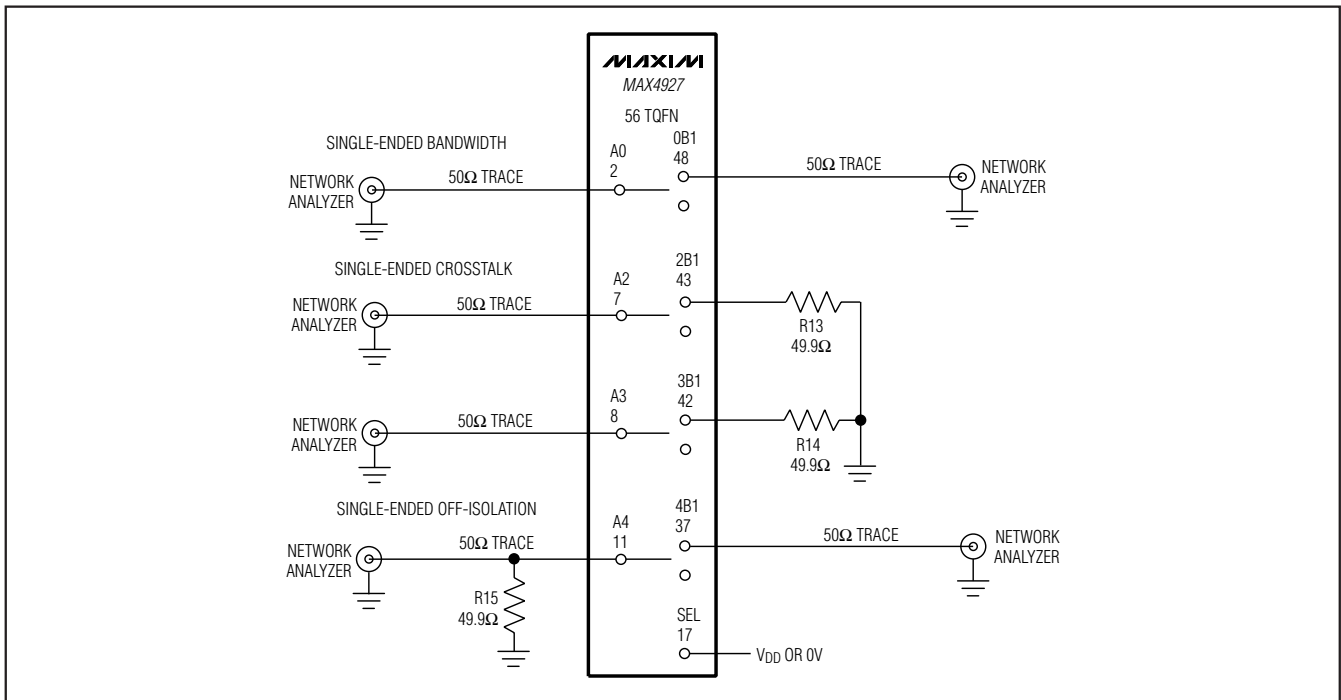 MAXIM
MAX4927
56 TQFN
SINGLE-ENDED BANDWIDTH
NETWORK
ANALYZER
50Ω TRACE
A0
2
0B1
48
50Ω TRACE
NETWORK
ANALYZER
SINGLE-ENDED CROSSTALK
NETWORK
ANALYZER
50Ω TRACE
A2
7
2B1
43
R13
49.9Ω
NETWORK
ANALYZER
50Ω TRACE
A3
8
3B1
42
R14
49.9Ω
SINGLE-ENDED OFF-ISOLATION
NETWORK
ANALYZER
50Ω TRACE
R15
49.9Ω
A4
11
4B1
37
50Ω TRACE
NETWORK
ANALYZER
SEL
17
VDD OR 0V